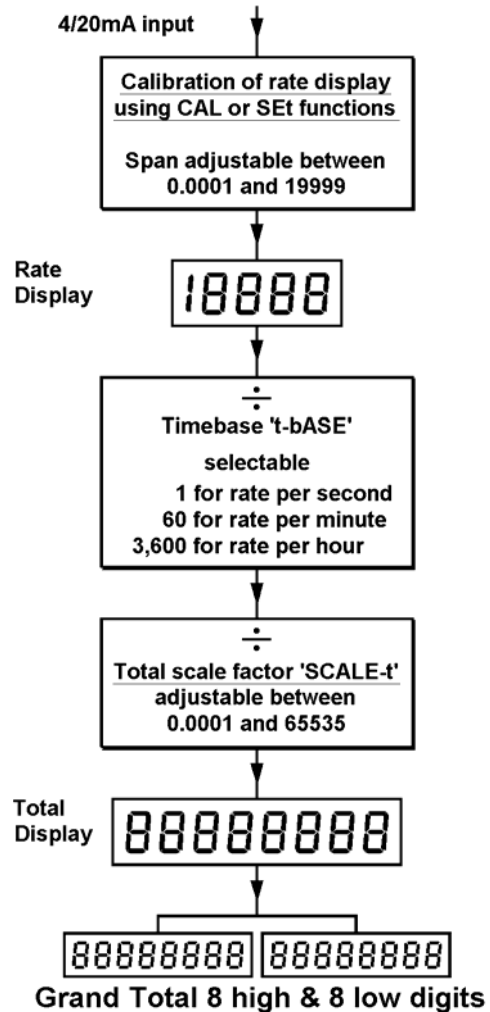 4/20mA input
Calibration of rate display
using CAL or SEt functions
Span adjustable between
0.0001 and 19999
Rate
Display
18888
÷
Timebase 't-bASE'
selectable
1 for rate per second
60 for rate per minute
3,600 for rate per hour
÷
Total scale factor 'SCALE-t'
adjustable between
0.0001 and 65535
Total
Display
88888888
88888888 88888888
Grand Total 8 high & 8 low digits